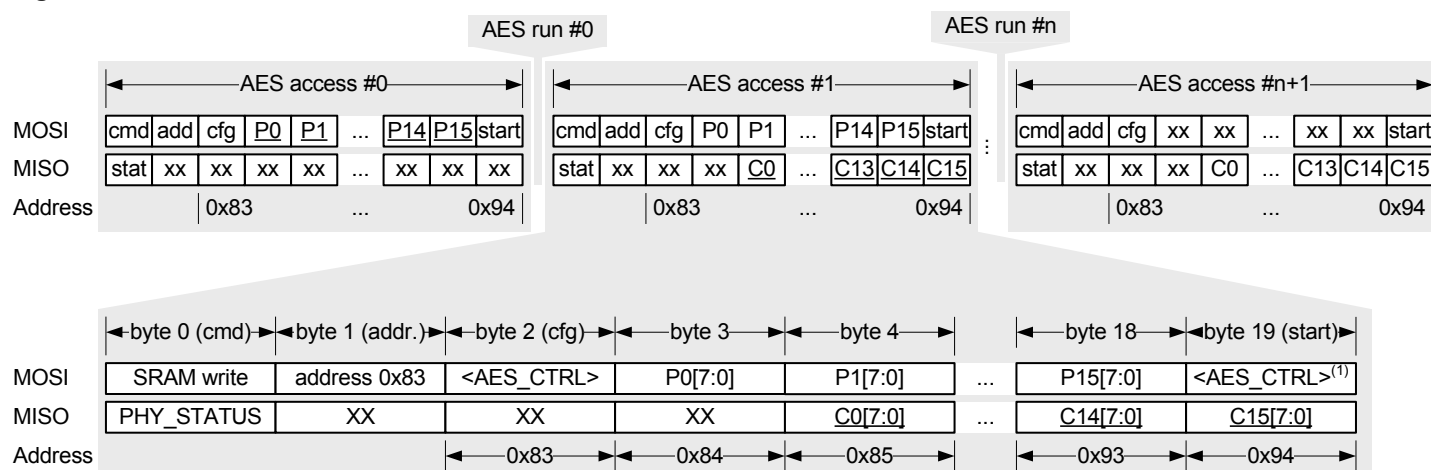 AES run #0 AES run #n
AES access #0 AES access #1 AES access #n+1
MOSI cmd add cfg P0 P1 ... P14 P15 start cmd add cfg P0 P1 ... P14 P15 start ... cmd add cfg xx xx ... xx xx start
MISO stat xx xx xx xx ... xx xx xx stat xx xx xx C0 ... C13 C14 C15 stat xx xx xx C0 ... C13 C14 C15
Address 0x83 ... 0x94 0x83 ... 0x94 0x83 ... 0x94
byte 0 (cmd) byte 1 (addr.) byte 2 (cfg) byte 3 byte 4 byte 18 byte 19 (start)
MOSI SRAM write address 0x83 <AES_CTRL> P0[7:0] P1[7:0] ... P15[7:0] <AES_CTRL>(1)
MISO PHY_STATUS XX XX XX C0[7:0] ... C14[7:0] C15[7:0]
Address 0x83 0x84 0x85 0x93 0x94